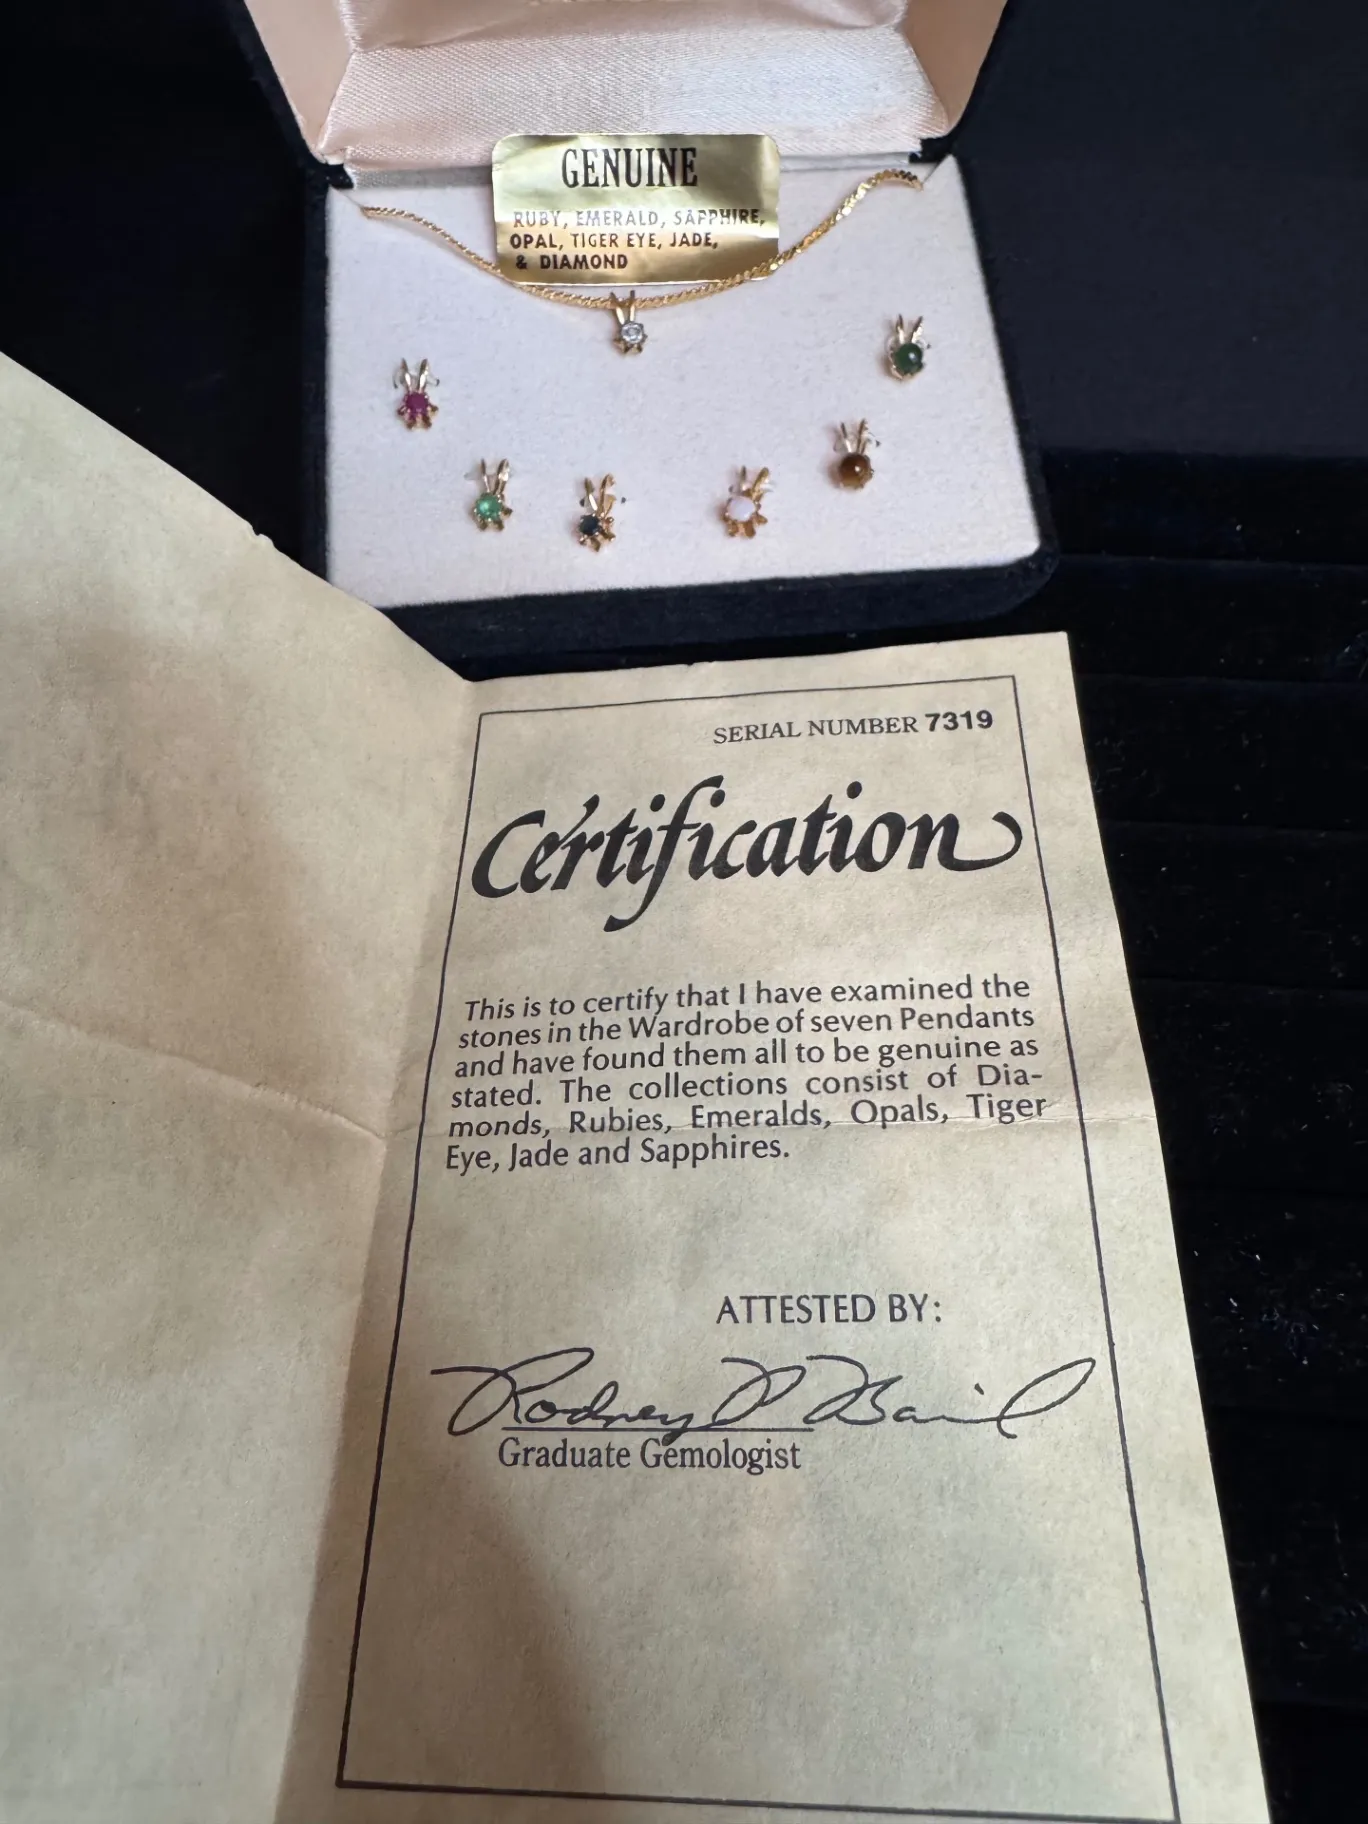 GENUINE
RUBY, EMERALD, SAPPHIRE,
OPAL, TIGER EYE, JADE,
& DIAMOND
SERIAL NUMBER 7319
Certification
This is to certify that I have examined the
stones in the Wardrobe of seven Pendants
and have found them all to be genuine as
stated. The collections consist of Dia-
monds, Rubies, Emeralds, Opals, Tiger
Eye, Jade and Sapphires.
ATTESTED BY:
Rodney
Graduate Gemologist